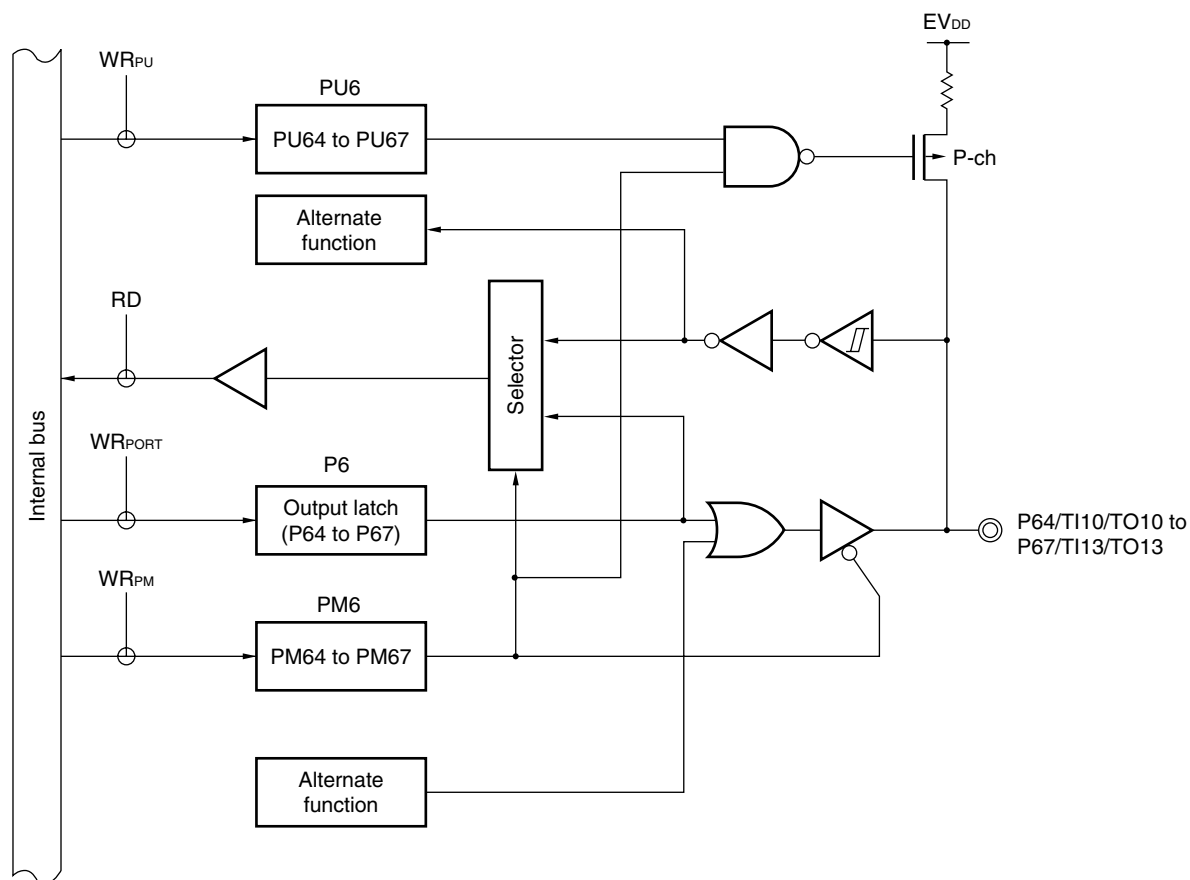 EVDD
WRPU
PU6
PU64 to PU67
P-ch
Alternate
function
RD
Selector
Internal bus
WRPORT
P6
Output latch
(P64 to P67)
P64/TI10/TO10 to
P67/TI13/TO13
WRPM
PM6
PM64 to PM67
Alternate
function